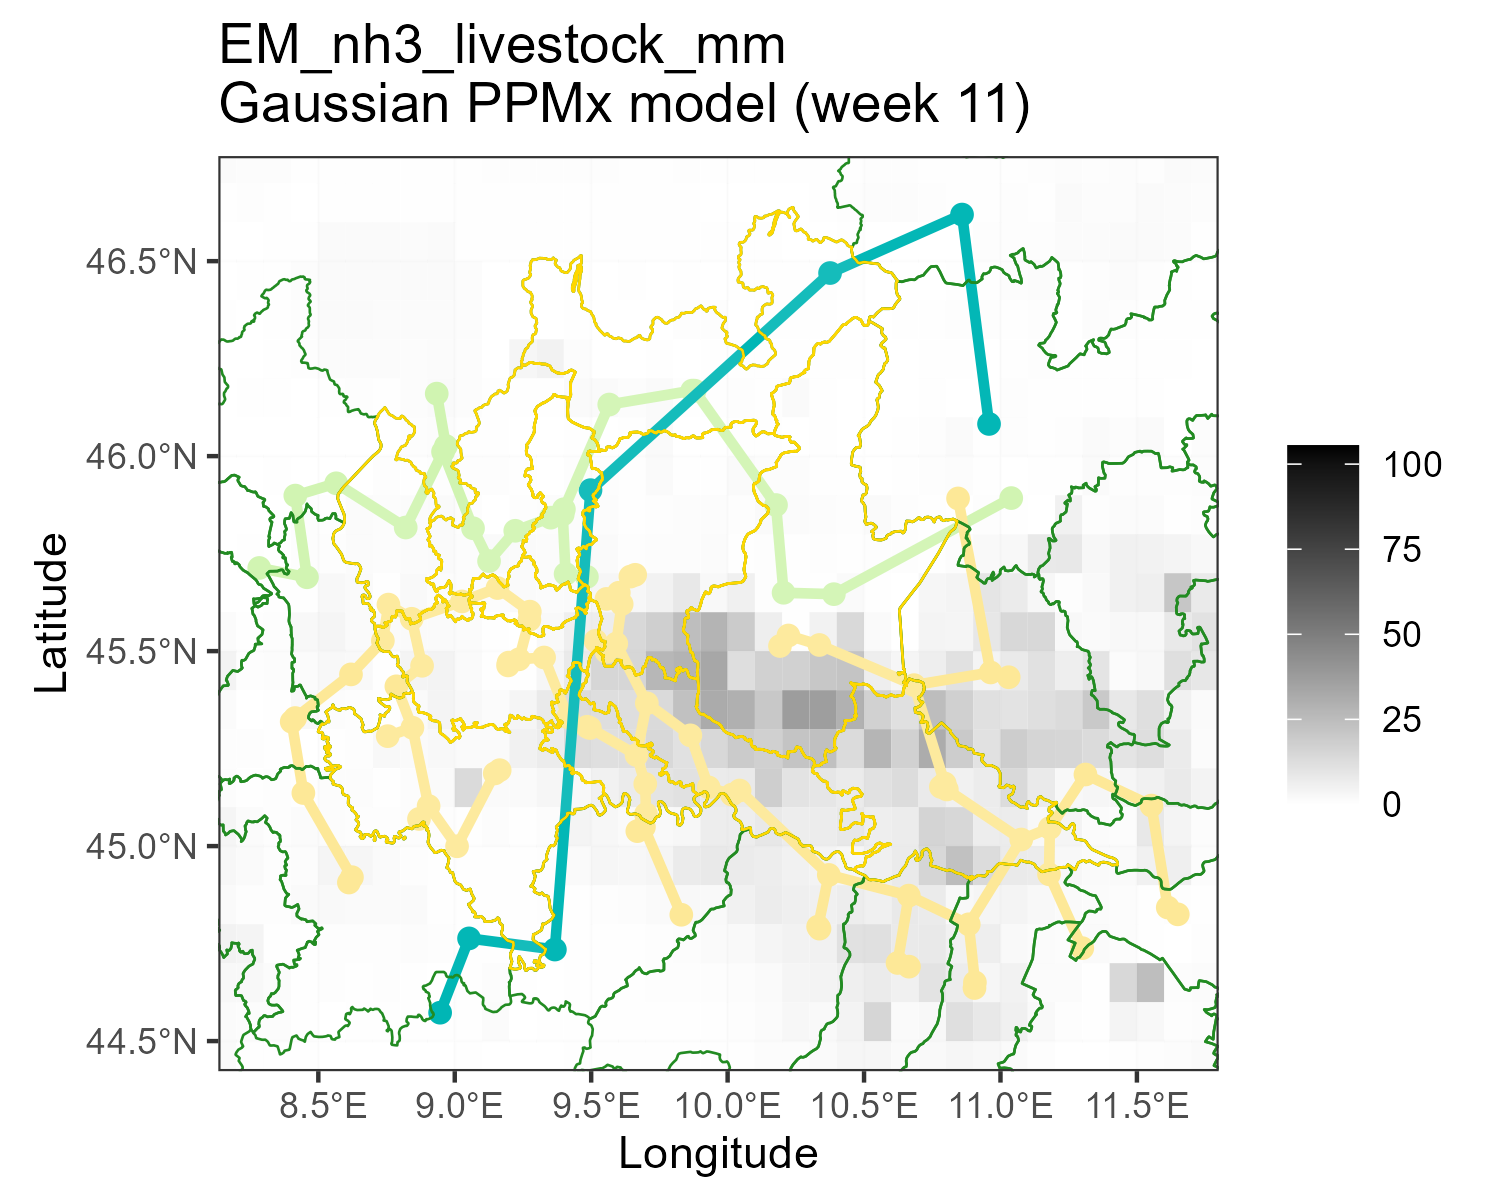 EM_nh3_livestock_mm
Gaussian PPMx model (week 11)
46.5°N
46.0°N
45.5°N
45.0°N
44.5°N
Latitude
8.5°E
9.0°E
9.5°E
10.0°E
10.5°E
11.0°E
11.5°E
Longitude
100
75
50
25
0